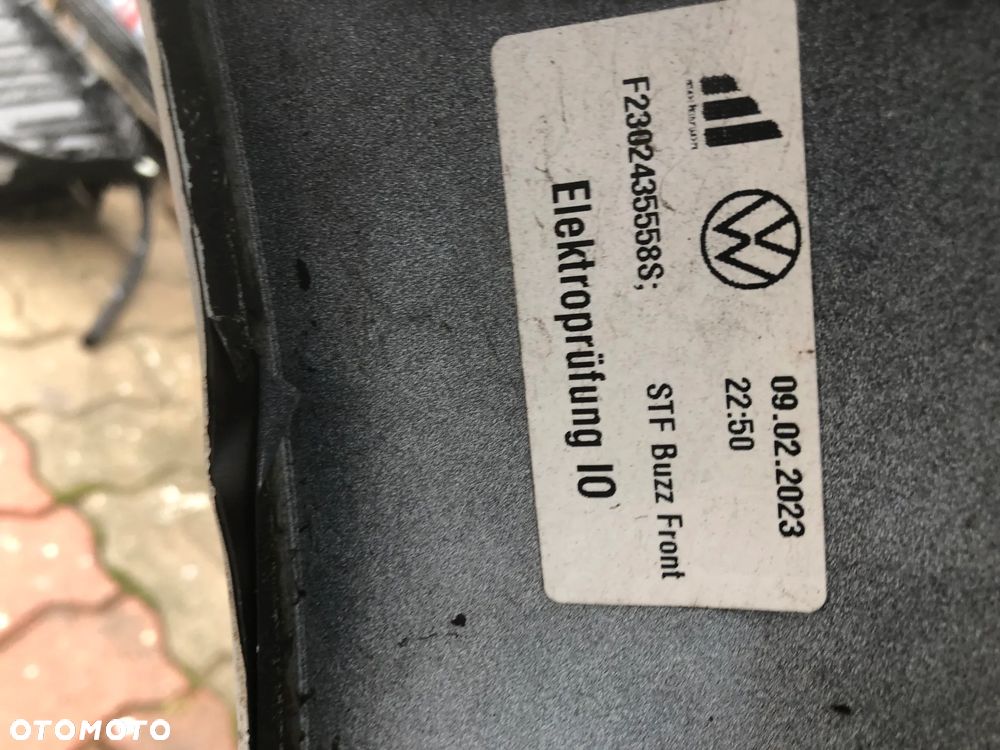 09.02.2023
22:50
F2302435558S;
STF Buzz Front
Elektroprüfung IO
OTOMOTO